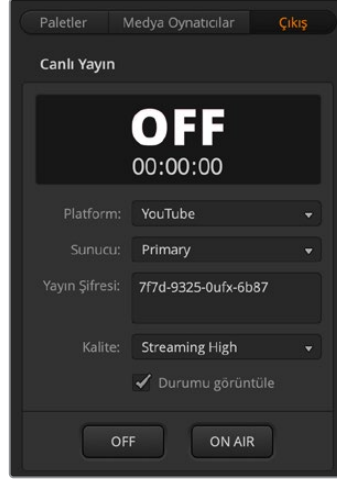 Paletler Medya Oynatıcılar Çıkış
Canlı Yayın
OFF
00:00:00
Platform: YouTube
Sunucu: Primary
Yayın Şifresi: 7f7d-9325-0ufx-6b87
Kalite: Streaming High
Durumu görüntüle
OFF ON AIR